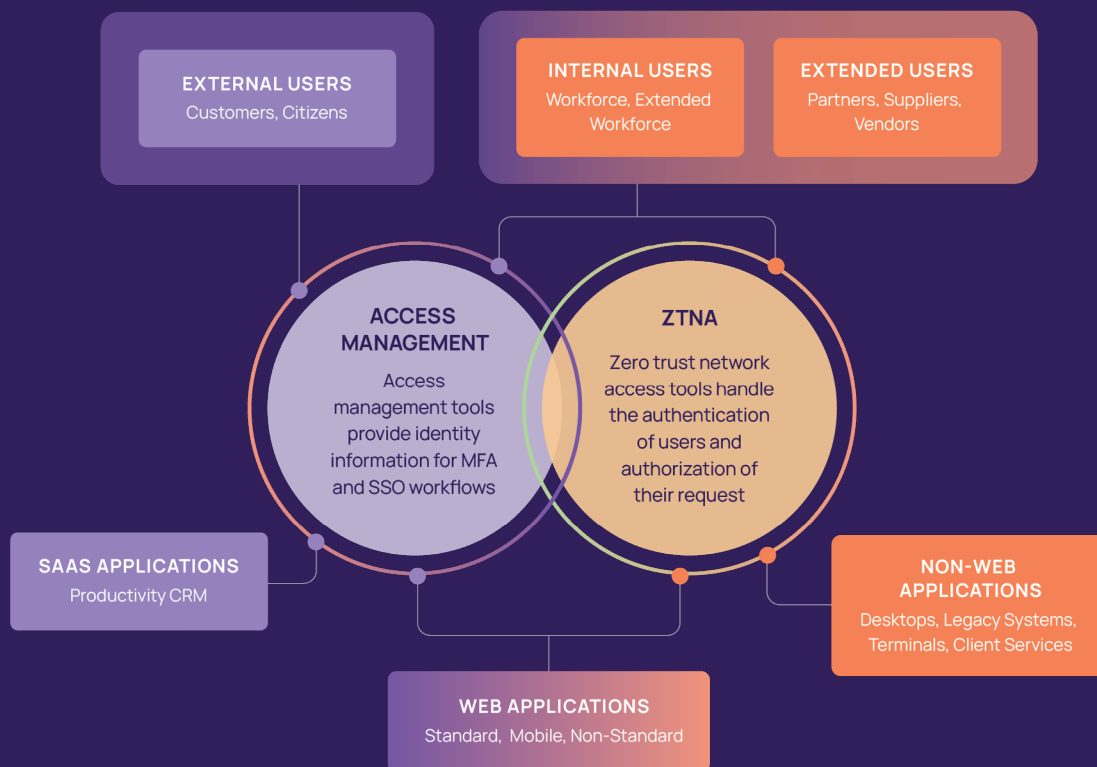 EXTERNAL USERS
Customers, Citizens
INTERNAL USERS
Workforce, Extended
Workforce
EXTENDED USERS
Partners, Suppliers,
Vendors
ACCESS
MANAGEMENT
Access
management tools
provide identity
information for MFA
and SSO workflows
ZTNA
Zero trust network
access tools handle
the authentication
of users and
authorization of
their request
SAAS APPLICATIONS
Productivity CRM
NON-WEB
APPLICATIONS
Desktops, Legacy Systems,
Terminals, Client Services
WEB APPLICATIONS
Standard, Mobile, Non-Standard